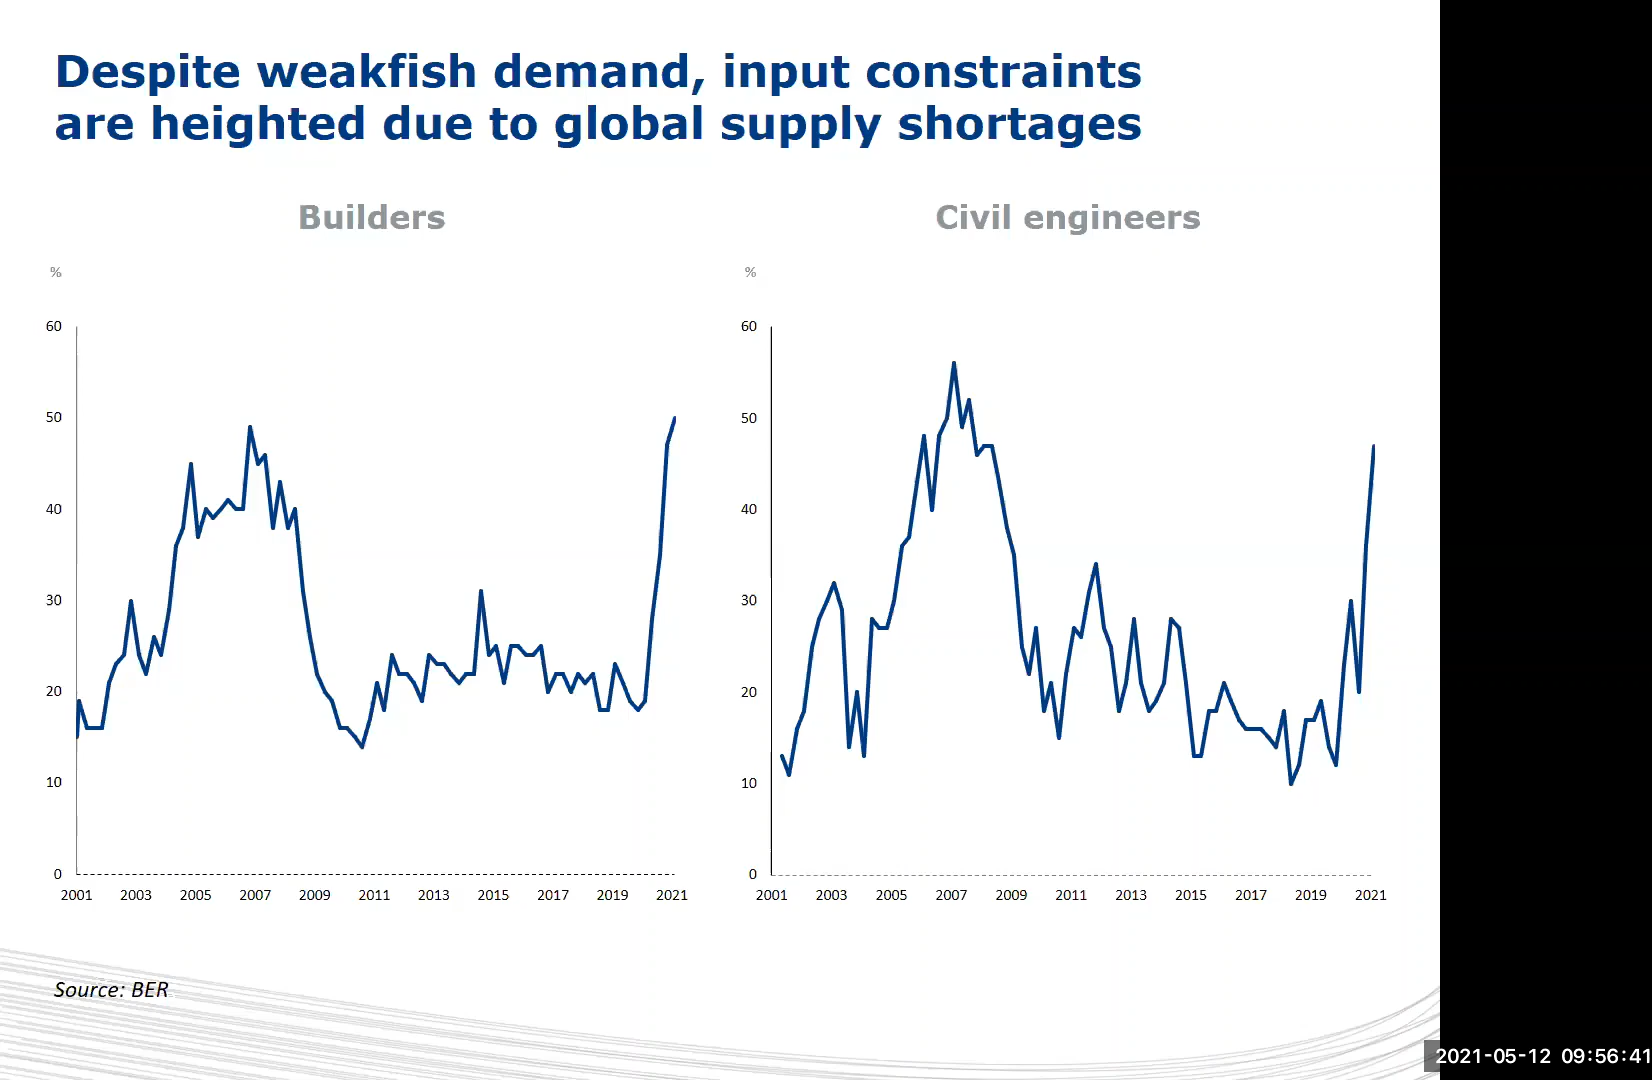 Despite weakfish demand, input constraints
are heighted due to global supply shortages
Builders
%
60
50
40
30
20
10
0
2001 2003 2005 2007 2009 2011 2013 2015 2017 2019 2021
Civil engineers
%
60
50
40
30
20
10
0
2001 2003 2005 2007 2009 2011 2013 2015 2017 2019 2021
Source: BER
2021-05-12 09:56:41